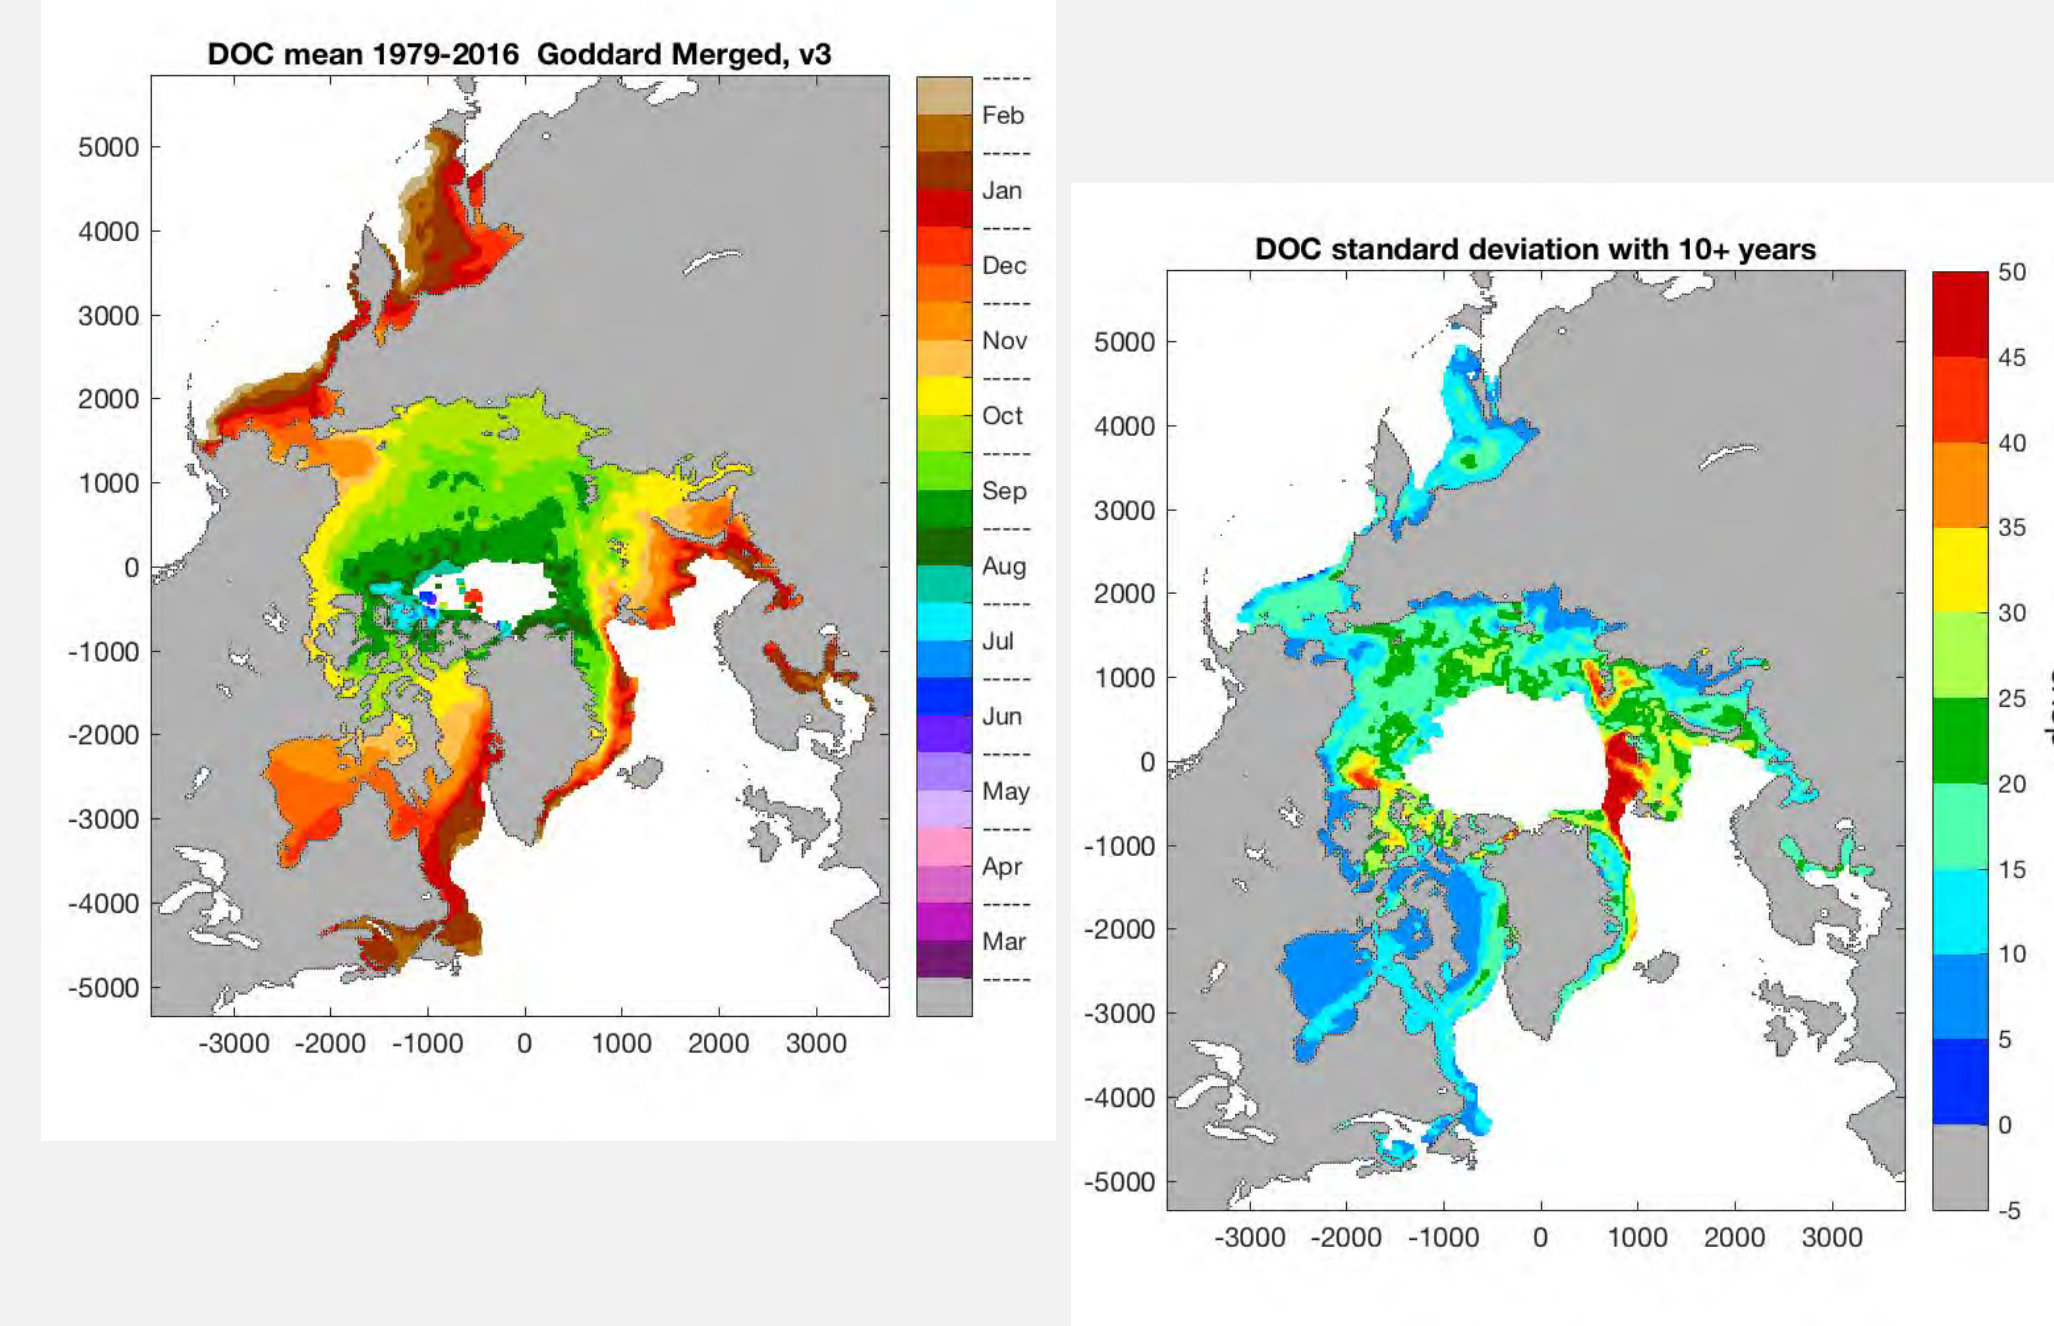 DOC mean 1979-2016 Goddard Merged, v3
5000
4000
3000
2000
1000
0
-1000
-2000
-3000
-4000
-5000
-3000 -2000 -1000 0 1000 2000 3000
-----
Feb
-----
Jan
-----
Dec
-----
Nov
-----
Oct
-----
Sep
-----
Aug
-----
Jul
-----
Jun
-----
May
-----
Apr
-----
Mar
-----
DOC standard deviation with 10+ years
5000
4000
3000
2000
1000
0
-1000
-2000
-3000
-4000
-5000
-3000 -2000 -1000 0 1000 2000 3000
50
45
40
35
30
25
20
15
10
5
0
-5